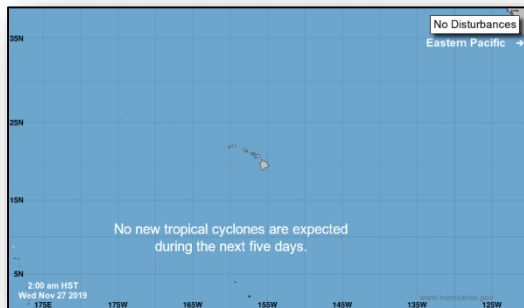 No Disturbances
Eastern Pacific →
35N
25N
15N
No new tropical cyclones are expected
during the next five days.
5N
2:00 am HST
Wed Nov 27 2019
www.hurricanes.gov
175E
175W
165W
155W
145W
135W
125W